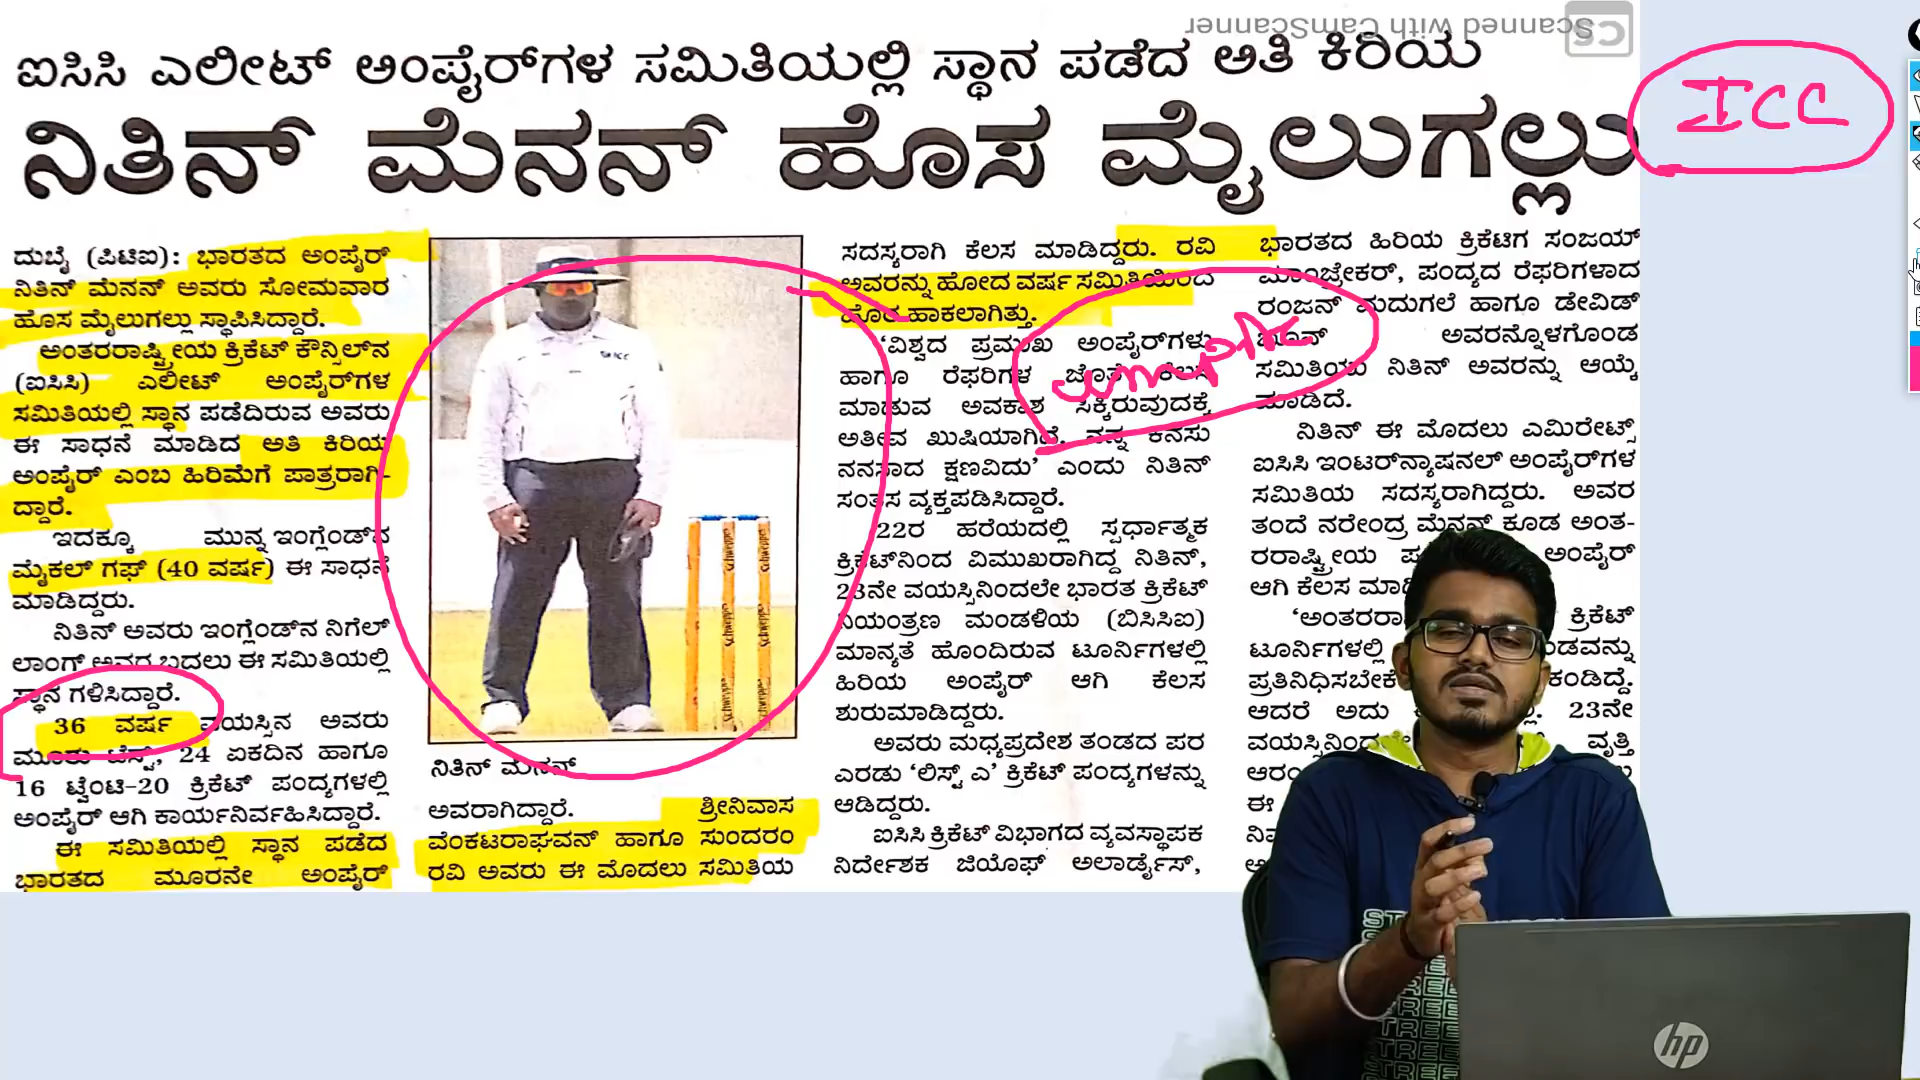 Scanned with CamScanner
CS
ಐಸಿಸಿ ಎಲೀಟ್ ಅಂಪೈರ್‌ಗಳ ಸಮಿತಿಯಲ್ಲಿ ಸ್ಥಾನ ಪಡೆದ ಅತಿ ಕಿರಿಯ
ನಿತಿನ್ ಮೆನನ್ ಹೊಸ ಮೈಲುಗಲ್ಲು
ICC
ದುಬೈ (ಪಿಟಿಐ): ಭಾರತದ ಅಂಪೈರ್
ನಿತಿನ್ ಮೆನನ್ ಅವರು ಸೋಮವಾರ
ಹೊಸ ಮೈಲುಗಲ್ಲು ಸ್ಥಾಪಿಸಿದ್ದಾರೆ.
ಅಂತರರಾಷ್ಟ್ರೀಯ ಕ್ರಿಕೆಟ್ ಕೌನ್ಸಿಲ್‌ನ
(ಐಸಿಸಿ) ಎಲೀಟ್ ಅಂಪೈರ್‌ಗಳ
ಸಮಿತಿಯಲ್ಲಿ ಸ್ಥಾನ ಪಡೆದಿರುವ ಅವರು
ಈ ಸಾಧನೆ ಮಾಡಿದ ಅತಿ ಕಿರಿಯ
ಅಂಪೈರ್ ಎಂಬ ಹಿರಿಮೆಗೆ ಪಾತ್ರರಾಗಿ-
ದ್ದಾರೆ.
ಇದಕ್ಕೂ ಮುನ್ನ ಇಂಗ್ಲೆಂಡ್‌ನ
ಮೈಕಲ್ ಗಫ್ (40 ವರ್ಷ) ಈ ಸಾಧನೆ
ಮಾಡಿದ್ದರು.
ನಿತಿನ್ ಅವರು ಇಂಗ್ಲೆಂಡ್‌ನ ನಿಗೆಲ್
ಲಾಂಗ್ ಅವರ ಬದಲು ಈ ಸಮಿತಿಯಲ್ಲಿ
ಸ್ಥಾನ ಗಳಿಸಿದ್ದಾರೆ.
36 ವರ್ಷ ವಯಸ್ಸಿನ ಅವರು
ಮೂರು ಟೆಸ್ಟ್, 24 ಏಕದಿನ ಹಾಗೂ
16 ಟ್ವೆಂಟಿ-20 ಕ್ರಿಕೆಟ್ ಪಂದ್ಯಗಳಲ್ಲಿ
ಅಂಪೈರ್ ಆಗಿ ಕಾರ್ಯನಿರ್ವಹಿಸಿದ್ದಾರೆ.
ಈ ಸಮಿತಿಯಲ್ಲಿ ಸ್ಥಾನ ಪಡೆದ
ಭಾರತದ ಮೂರನೇ ಅಂಪೈರ್
ICC
ನಿತಿನ್ ಮೆನನ್
ಅವರಾಗಿದ್ದಾರೆ. ಶ್ರೀನಿವಾಸ
ವೆಂಕಟರಾಘವನ್ ಹಾಗೂ ಸುಂದರಂ
ರವಿ ಅವರು ಈ ಮೊದಲು ಸಮಿತಿಯ
ಸದಸ್ಯರಾಗಿ ಕೆಲಸ ಮಾಡಿದ್ದರು. ರವಿ
ಅವರನ್ನು ಹೋದ ವರ್ಷ ಸಮಿತಿಯಿಂದ
ಹೊರ ಹಾಕಲಾಗಿತ್ತು.
'ವಿಶ್ವದ ಪ್ರಮುಖ ಅಂಪೈರ್‌ಗಳು
ಹಾಗೂ ರೆಫರಿಗಳ ಜೊತೆ ಕೆಲಸ
ಮಾಡುವ ಅವಕಾಶ ಸಿಕ್ಕಿರುವುದಕ್ಕೆ
ಅತೀವ ಖುಷಿಯಾಗಿದೆ. ನನ್ನ ಕನಸು
ನನಸಾದ ಕ್ಷಣವಿದು' ಎಂದು ನಿತಿನ್
ಸಂತಸ ವ್ಯಕ್ತಪಡಿಸಿದ್ದಾರೆ.
22ರ ಹರೆಯದಲ್ಲಿ ಸ್ಪರ್ಧಾತ್ಮಕ
ಕ್ರಿಕೆಟ್‌ನಿಂದ ವಿಮುಖರಾಗಿದ್ದ ನಿತಿನ್,
23ನೇ ವಯಸ್ಸಿನಿಂದಲೇ ಭಾರತ ಕ್ರಿಕೆಟ್
ನಿಯಂತ್ರಣ ಮಂಡಳಿಯ (ಬಿಸಿಸಿಐ)
ಮಾನ್ಯತೆ ಹೊಂದಿರುವ ಟೂರ್ನಿಗಳಲ್ಲಿ
ಹಿರಿಯ ಅಂಪೈರ್ ಆಗಿ ಕೆಲಸ
ಶುರುಮಾಡಿದ್ದರು.
ಅವರು ಮಧ್ಯಪ್ರದೇಶ ತಂಡದ ಪರ
ಎರಡು 'ಲಿಸ್ಟ್ ಎ' ಕ್ರಿಕೆಟ್ ಪಂದ್ಯಗಳನ್ನು
ಆಡಿದ್ದರು.
ಐಸಿಸಿ ಕ್ರಿಕೆಟ್ ವಿಭಾಗದ ವ್ಯವಸ್ಥಾಪಕ
ನಿರ್ದೇಶಕ ಜಿಯೋಫ್ ಅಲಾರ್ಡೈಸ್,
ಭಾರತದ ಹಿರಿಯ ಕ್ರಿಕೆಟಿಗ ಸಂಜಯ್
ಮಾಂಜ್ರೇಕರ್, ಪಂದ್ಯದ ರೆಫರಿಗಳಾದ
ರಂಜನ್ ಮದುಗಲೆ ಹಾಗೂ ಡೇವಿಡ್
ಅವರನ್ನೊಳಗೊಂಡ
ಸಮಿತಿಯು ನಿತಿನ್ ಅವರನ್ನು ಆಯ್ಕೆ
ಮಾಡಿದೆ.
ನಿತಿನ್ ಈ ಮೊದಲು ಎಮಿರೇಟ್ಸ್
ಐಸಿಸಿ ಇಂಟರ್‌ನ್ಯಾಷನಲ್ ಅಂಪೈರ್‌ಗಳ
ಸಮಿತಿಯ ಸದಸ್ಯರಾಗಿದ್ದರು. ಅವರ
ತಂದೆ ನರೇಂದ್ರ ಮೆನನ್ ಕೂಡ ಅಂತ-
ರರಾಷ್ಟ್ರೀಯ ಅಂಪೈರ್
ಆಗಿ ಕೆಲಸ
ಕ್ರಿಕೆಟ್
ಟೂರ್ನಿಗಳಲ್ಲಿ
ಆದರೆ ಅದು 23ನೇ
ವೃತ್ತಿ
ಈ
hp